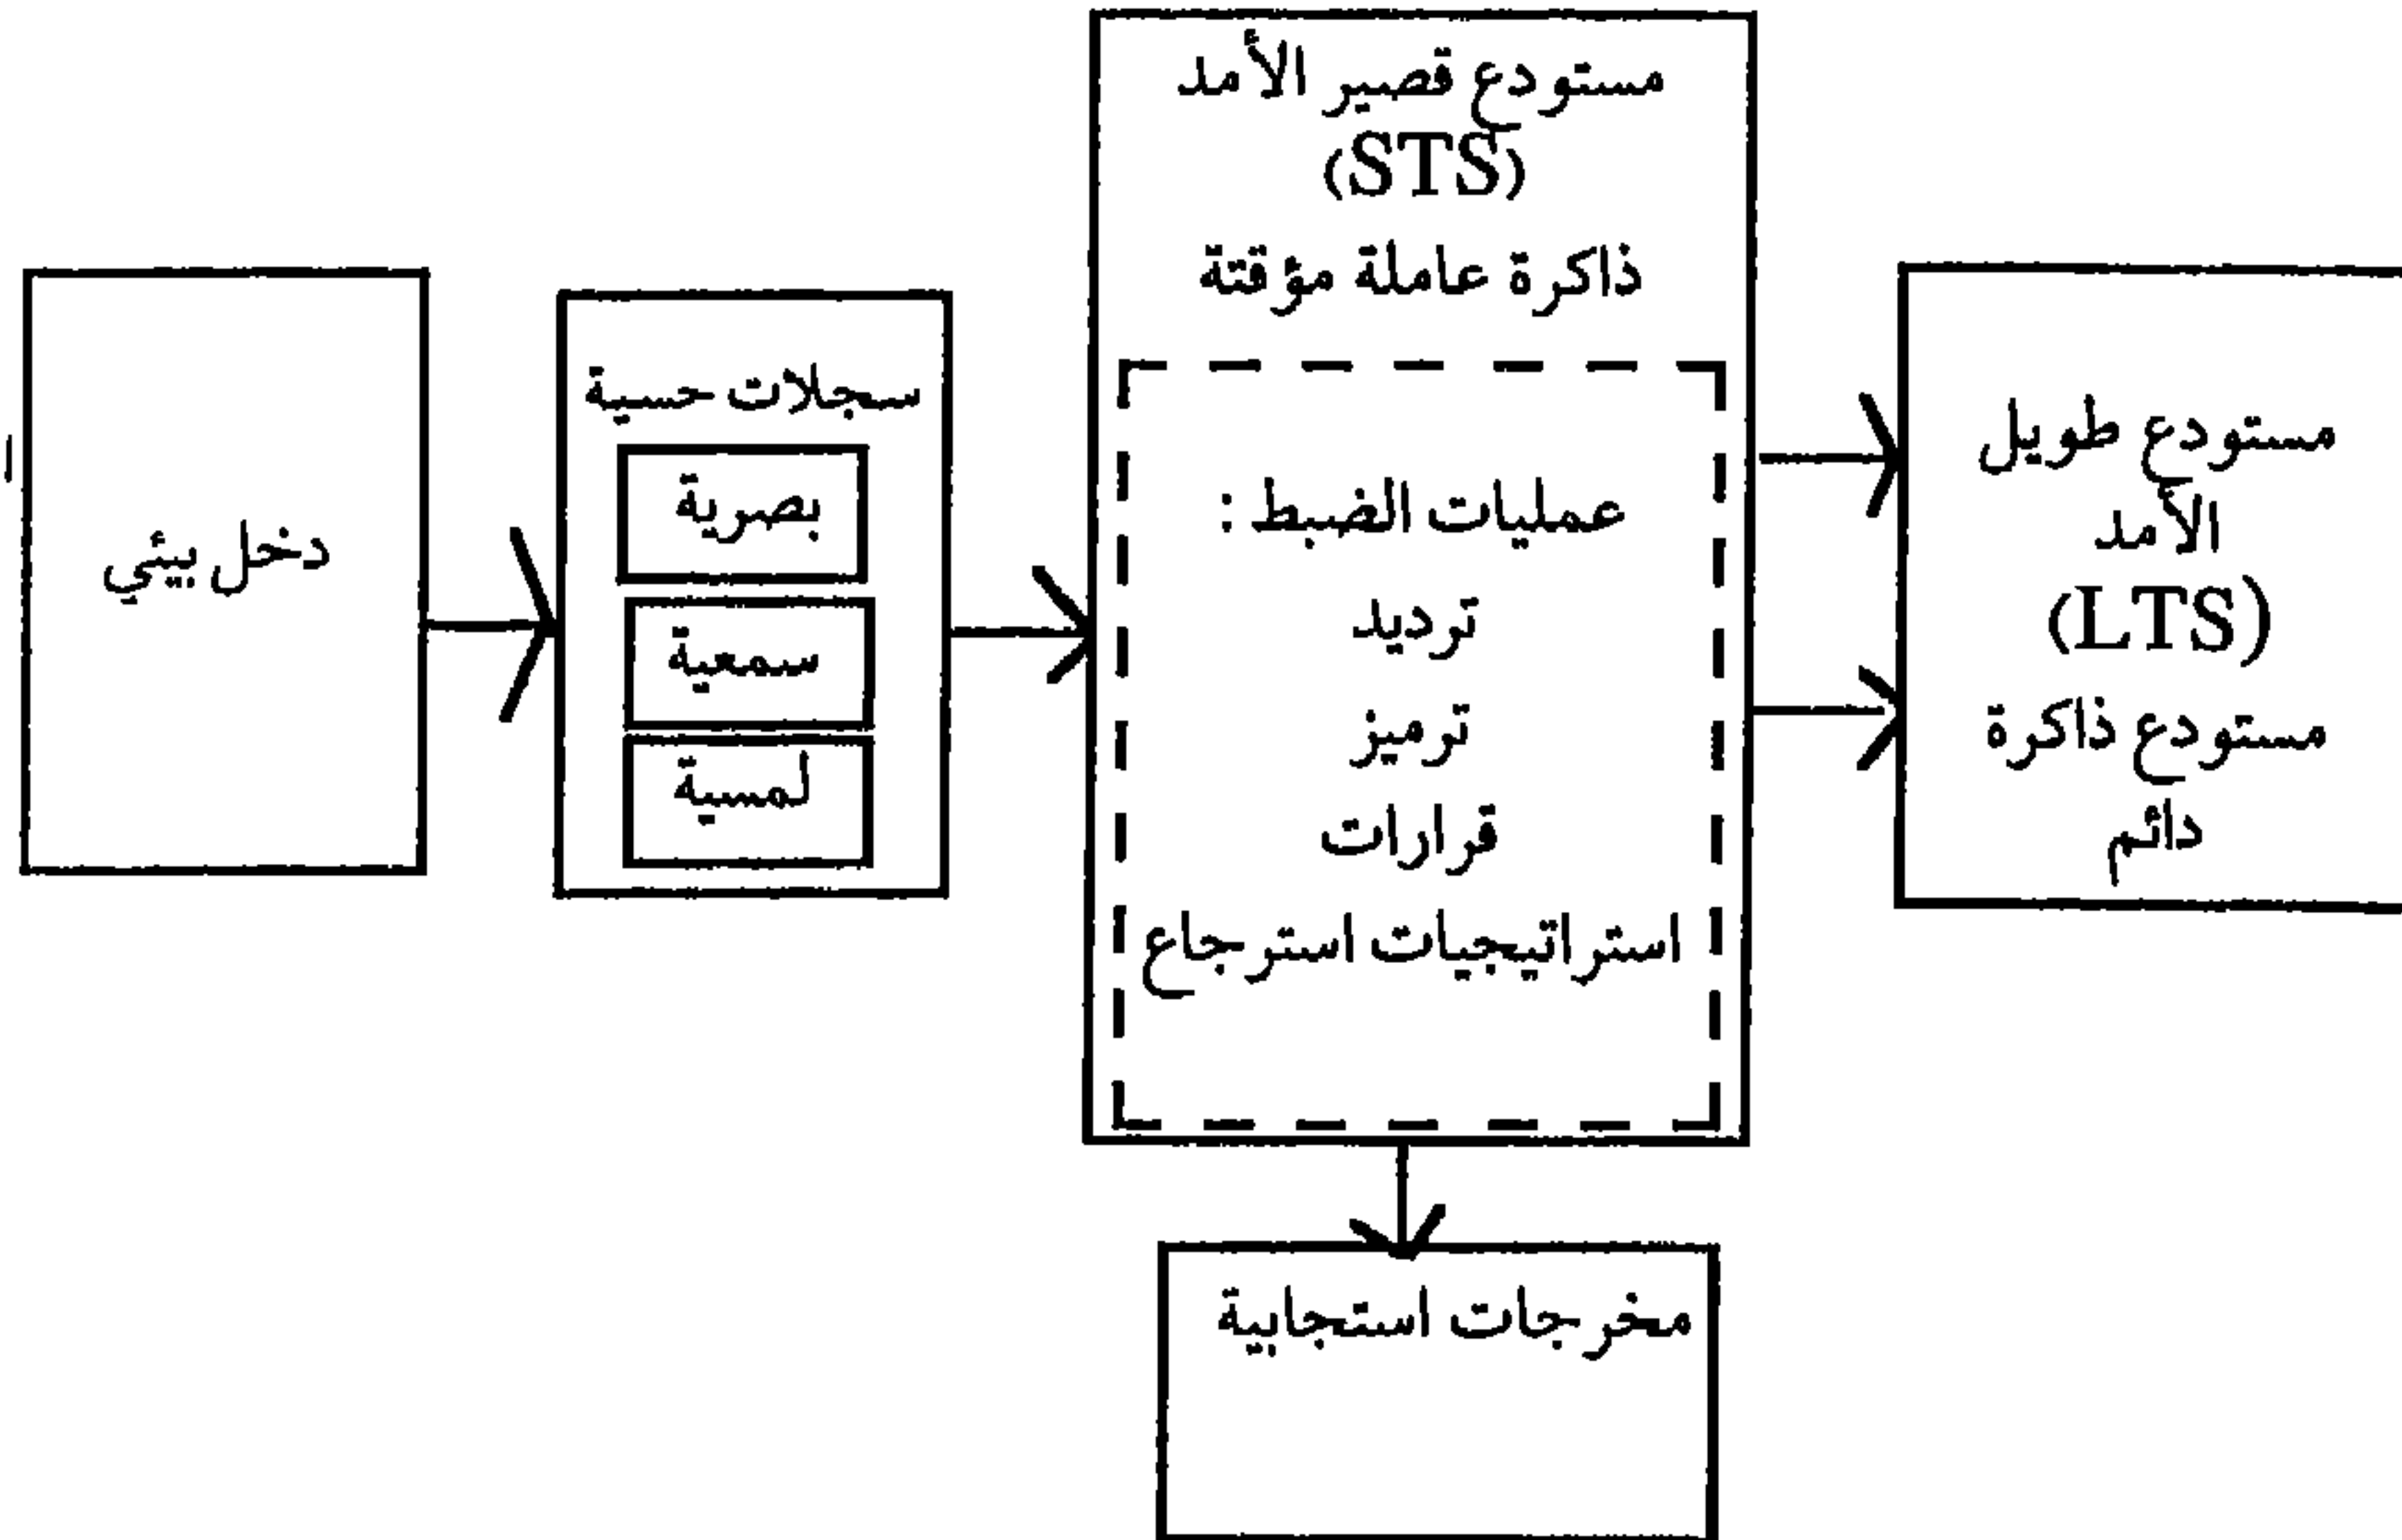 دخل بيئي
سجلات حسية
بصرية
سمعية
لمسية
مستودع قصير الأمد
(STS)
ذاكرة عاملة مؤقتة
عمليات الضبط :
ترديد
ترميز
قرارات
استراتيجيات استرجاع
مستودع طويل
الأمد
(LTS)
مستودع ذاكرة
دائم
مخرجات استجابية